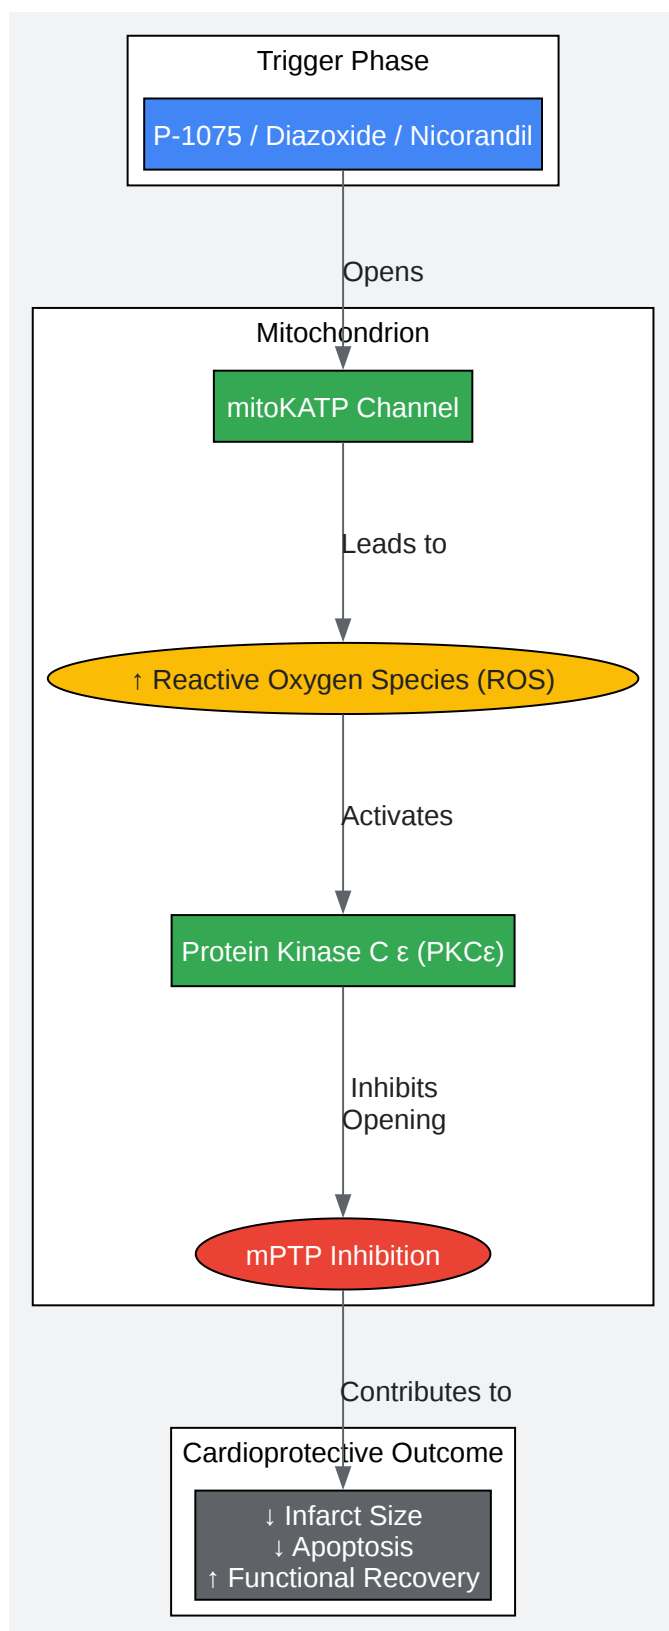 Trigger Phase
P-1075 / Diazoxide / Nicorandil
Opens
Mitochondrion
mitoKATP Channel
Leads to
↑ Reactive Oxygen Species (ROS)
Activates
Protein Kinase C ε (PKCε)
Inhibits
Opening
mPTP Inhibition
Contributes to
Cardioprotective Outcome
↓ Infarct Size
↓ Apoptosis
↑ Functional Recovery